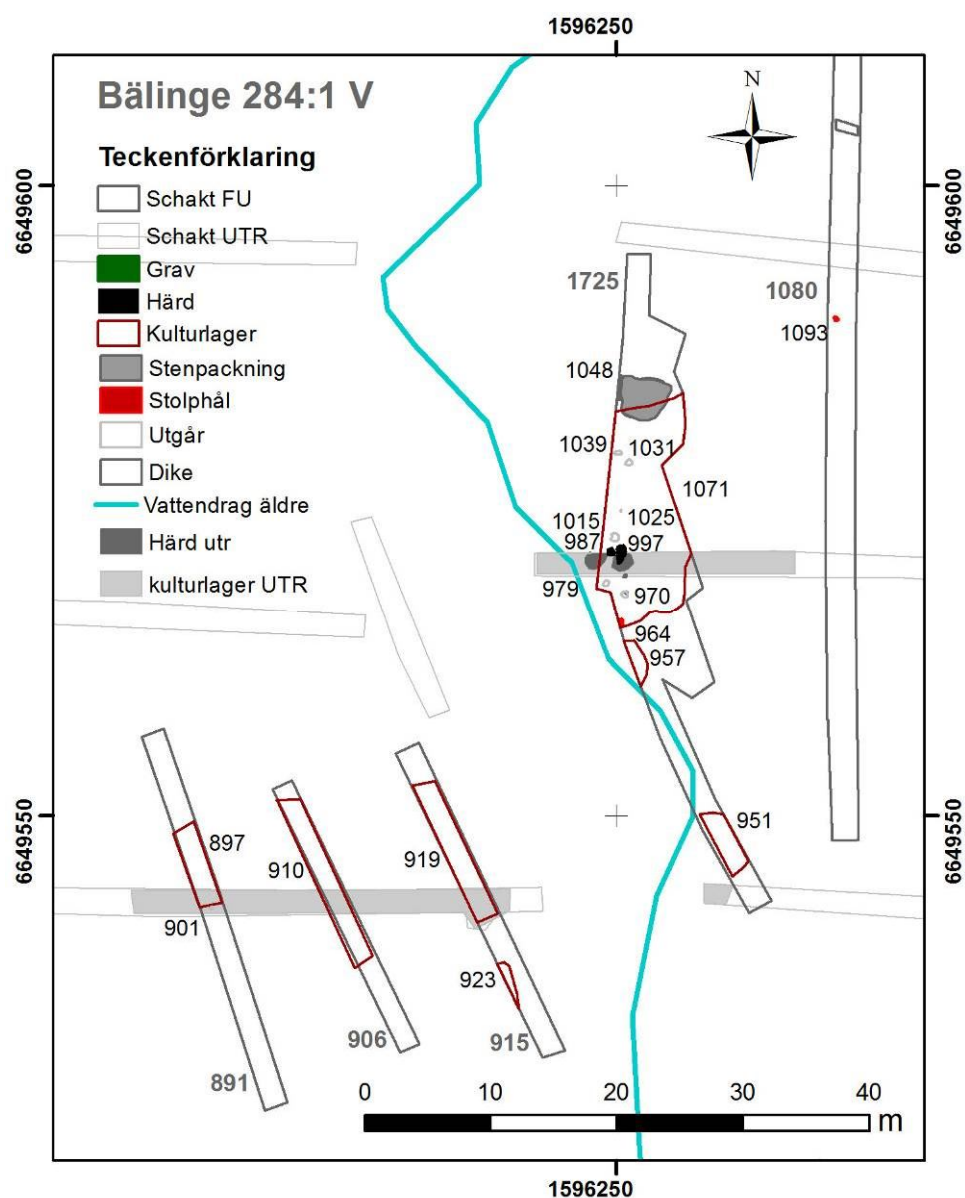 1596250
Bälinge 284:1 V
N
Teckenförklaring
Schakt FU
Schakt UTR
Grav
Härd
Kulturlager
Stenpackning
Stolphål
Utgår
Dike
Vattendrag äldre
Härd utr
kulturlager UTR
6649600
6649600
1725
1080
1093
1048
1039
1031
1071
1015
1025
987
997
979
970
964
957
6649550
6649550
951
897
910
919
901
923
906
915
891
0
10
20
30
40
m
1596250